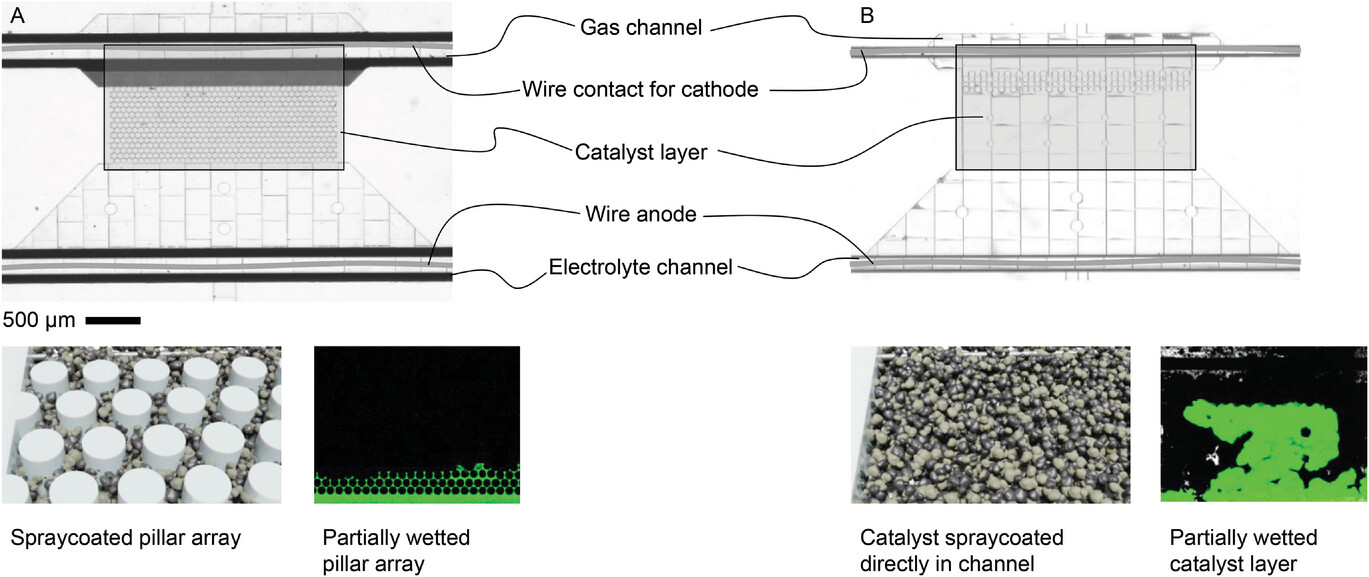 A
B
Gas channel
Wire contact for cathode
Catalyst layer
Wire anode
Electrolyte channel
500 µm
Spraycoated pillar array
Partially wetted
pillar array
Catalyst spraycoated
directly in channel
Partially wetted
catalyst layer